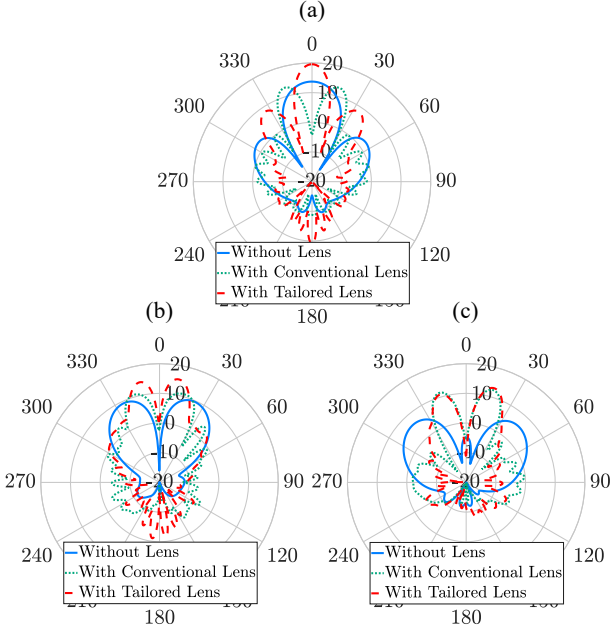 (a)
0
330 20 30
10
300 0 60
-10
270 -20 90
240 120
Without Lens
With Conventional Lens
With Tailored Lens
180
(b) (c)
0 0
330 20 30 330 20 30
10 10
300 0 60 300 0 60
-10 -10
270 -20 90 270 -20 90
240 120 240 120
Without Lens Without Lens
With Conventional Lens With Conventional Lens
With Tailored Lens With Tailored Lens
180 180